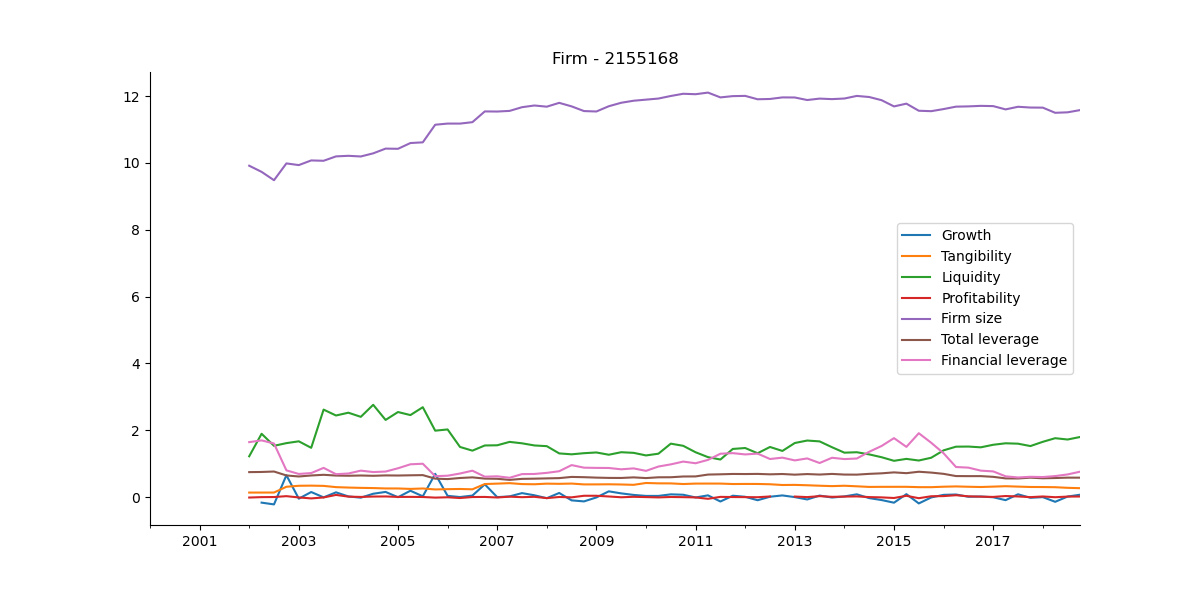 Firm - 2155168
12
10
8
6
4
2
0
Growth
Tangibility
Liquidity
Profitability
Firm size
Total leverage
Financial leverage
2001 2003 2005 2007 2009 2011 2013 2015 2017